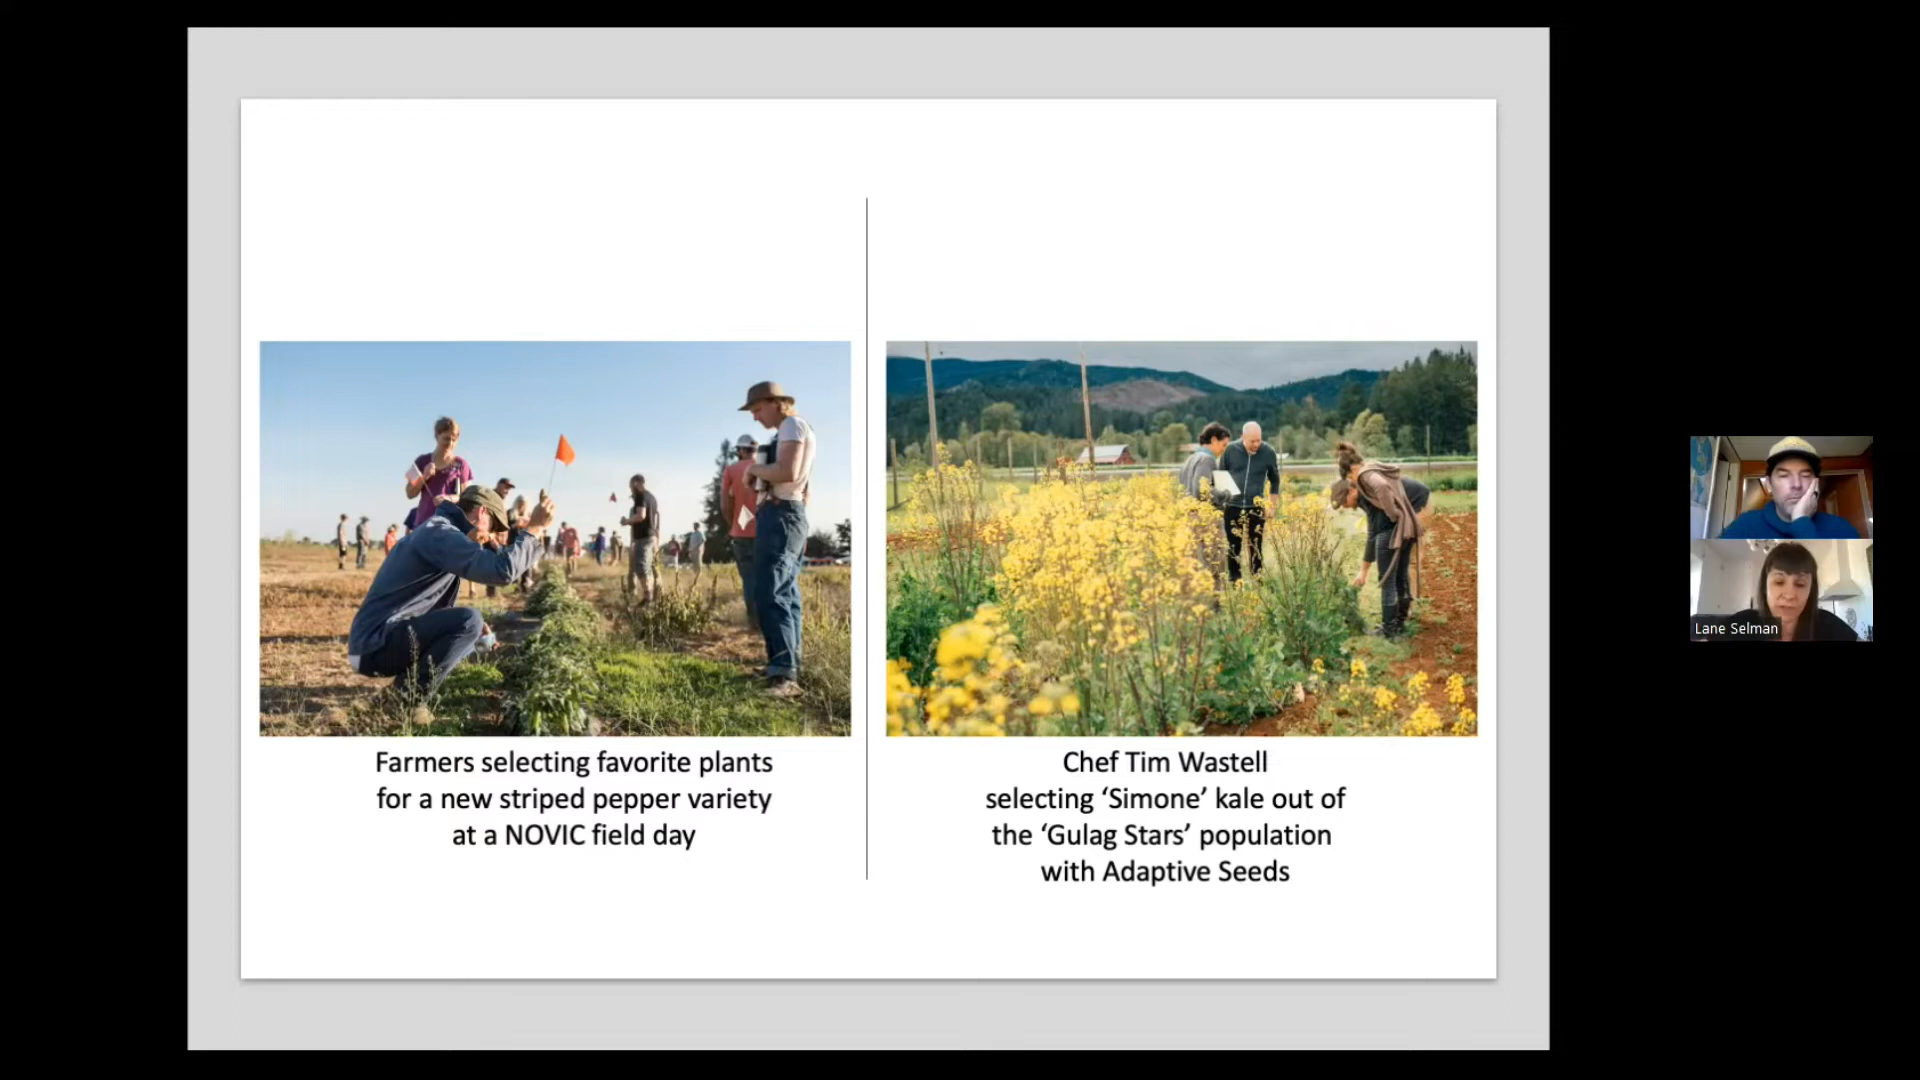 Farmers selecting favorite plants
for a new striped pepper variety
at a NOVIC field day
Chef Tim Wastell
selecting ‘Simone’ kale out of
the ‘Gulag Stars’ population
with Adaptive Seeds
Lane Selman